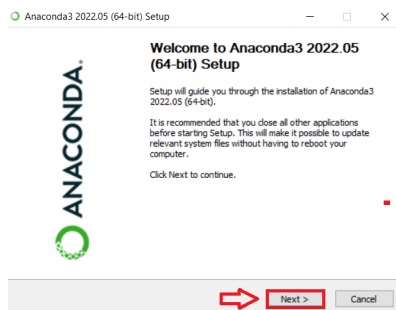 Anaconda3 2022.05 (64-bit) Setup
Welcome to Anaconda3 2022.05
(64-bit) Setup
Setup will guide you through the installation of Anaconda3
2022.05 (64-bit).
It is recommended that you close all other applications
before starting Setup. This will make it possible to update
relevant system files without having to reboot your
computer.
Click Next to continue.
ANACONDA.
Next >
Cancel